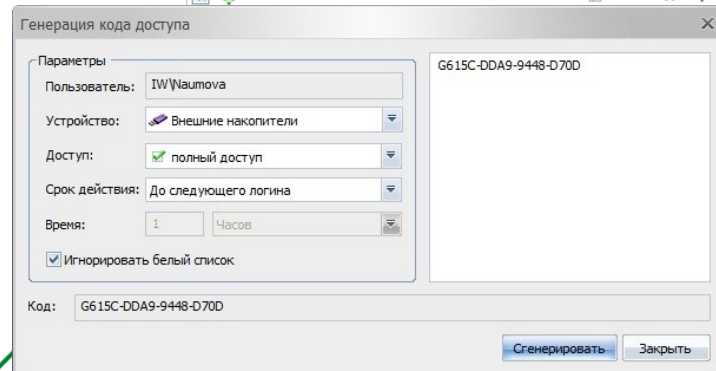 Генерация кода доступа
Параметры
Пользователь: IW\Naumova
Устройство: Внешние накопители
Доступ: полный доступ
Срок действия: До следующего логина
Время: 1 Часов
Игнорировать белый список
G615C-DDA9-9448-D70D
Код: G615C-DDA9-9448-D70D
Сгенерировать Закрыть